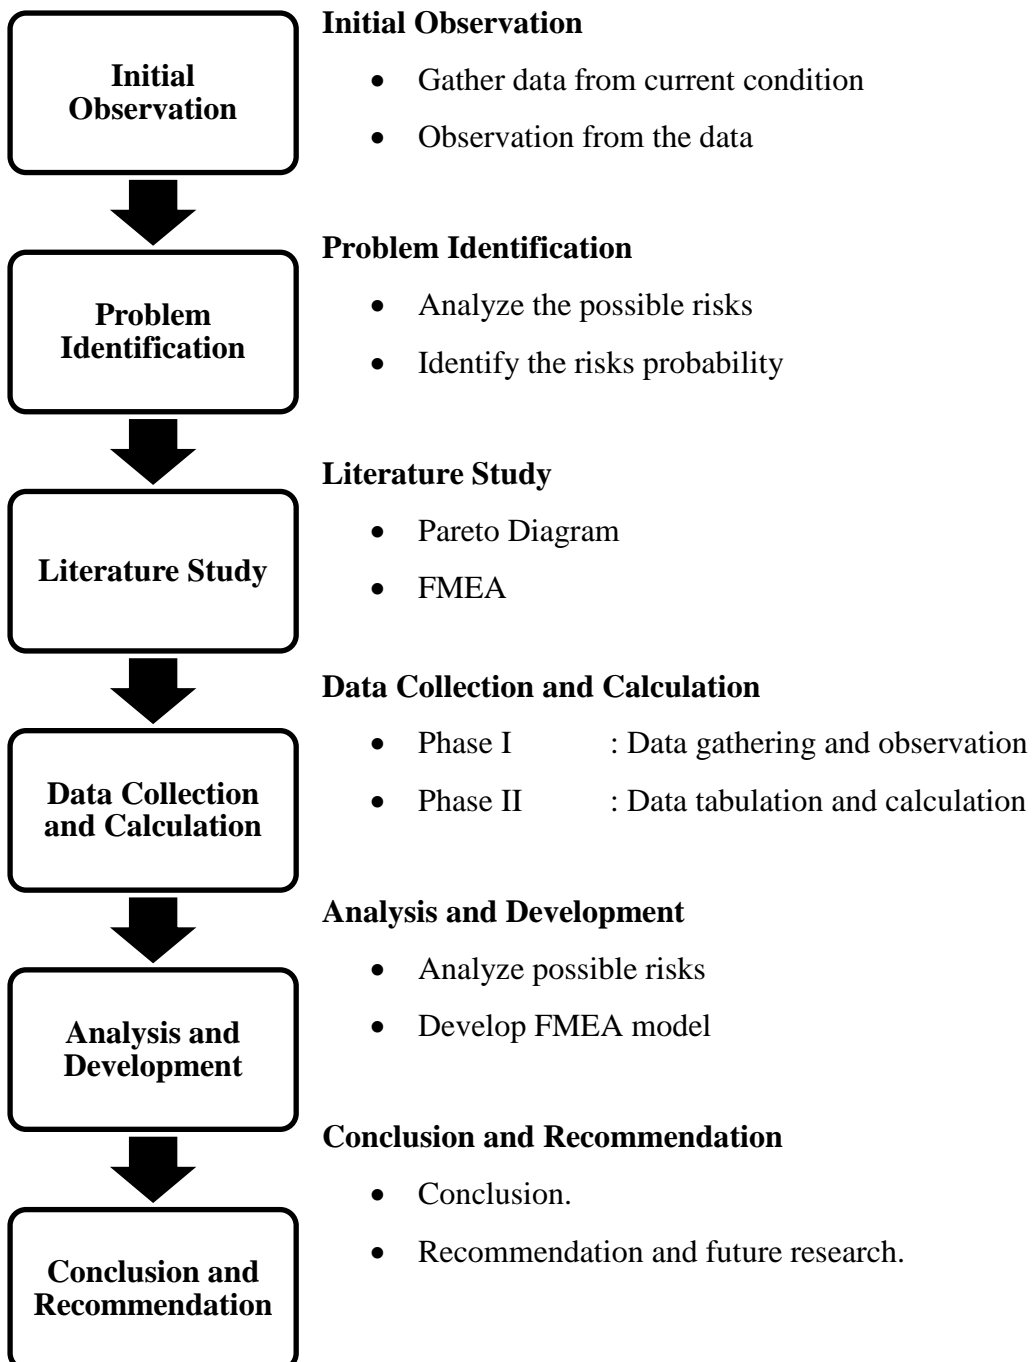 Initial
Observation
Initial Observation
• Gather data from current condition
• Observation from the data
Problem
Identification
Problem Identification
• Analyze the possible risks
• Identify the risks probability
Literature Study
Literature Study
• Pareto Diagram
• FMEA
Data Collection
and Calculation
Data Collection and Calculation
• Phase I : Data gathering and observation
• Phase II : Data tabulation and calculation
Analysis and
Development
Analysis and Development
• Analyze possible risks
• Develop FMEA model
Conclusion and
Recommendation
Conclusion and Recommendation
• Conclusion.
• Recommendation and future research.